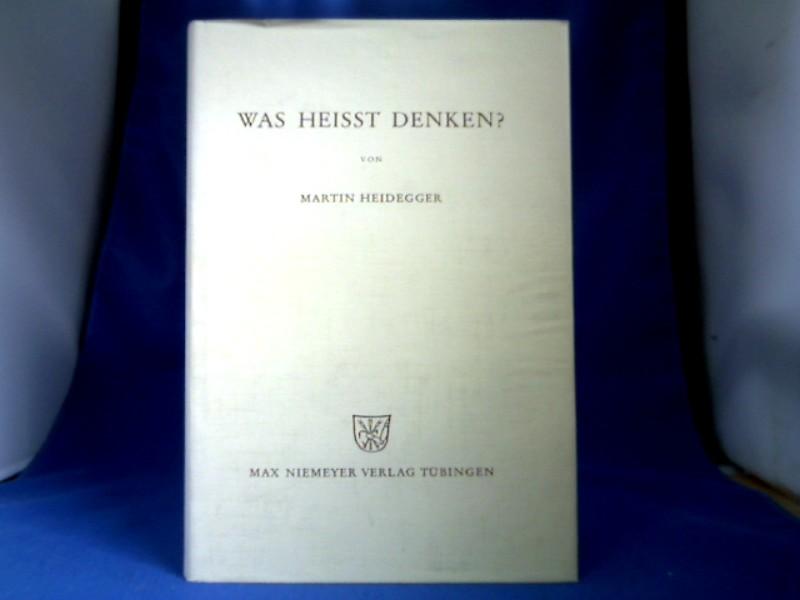 WAS HEISST DENKEN?
VON
MARTIN HEIDEGGER
MAX NIEMEYER VERLAG TÜBINGEN